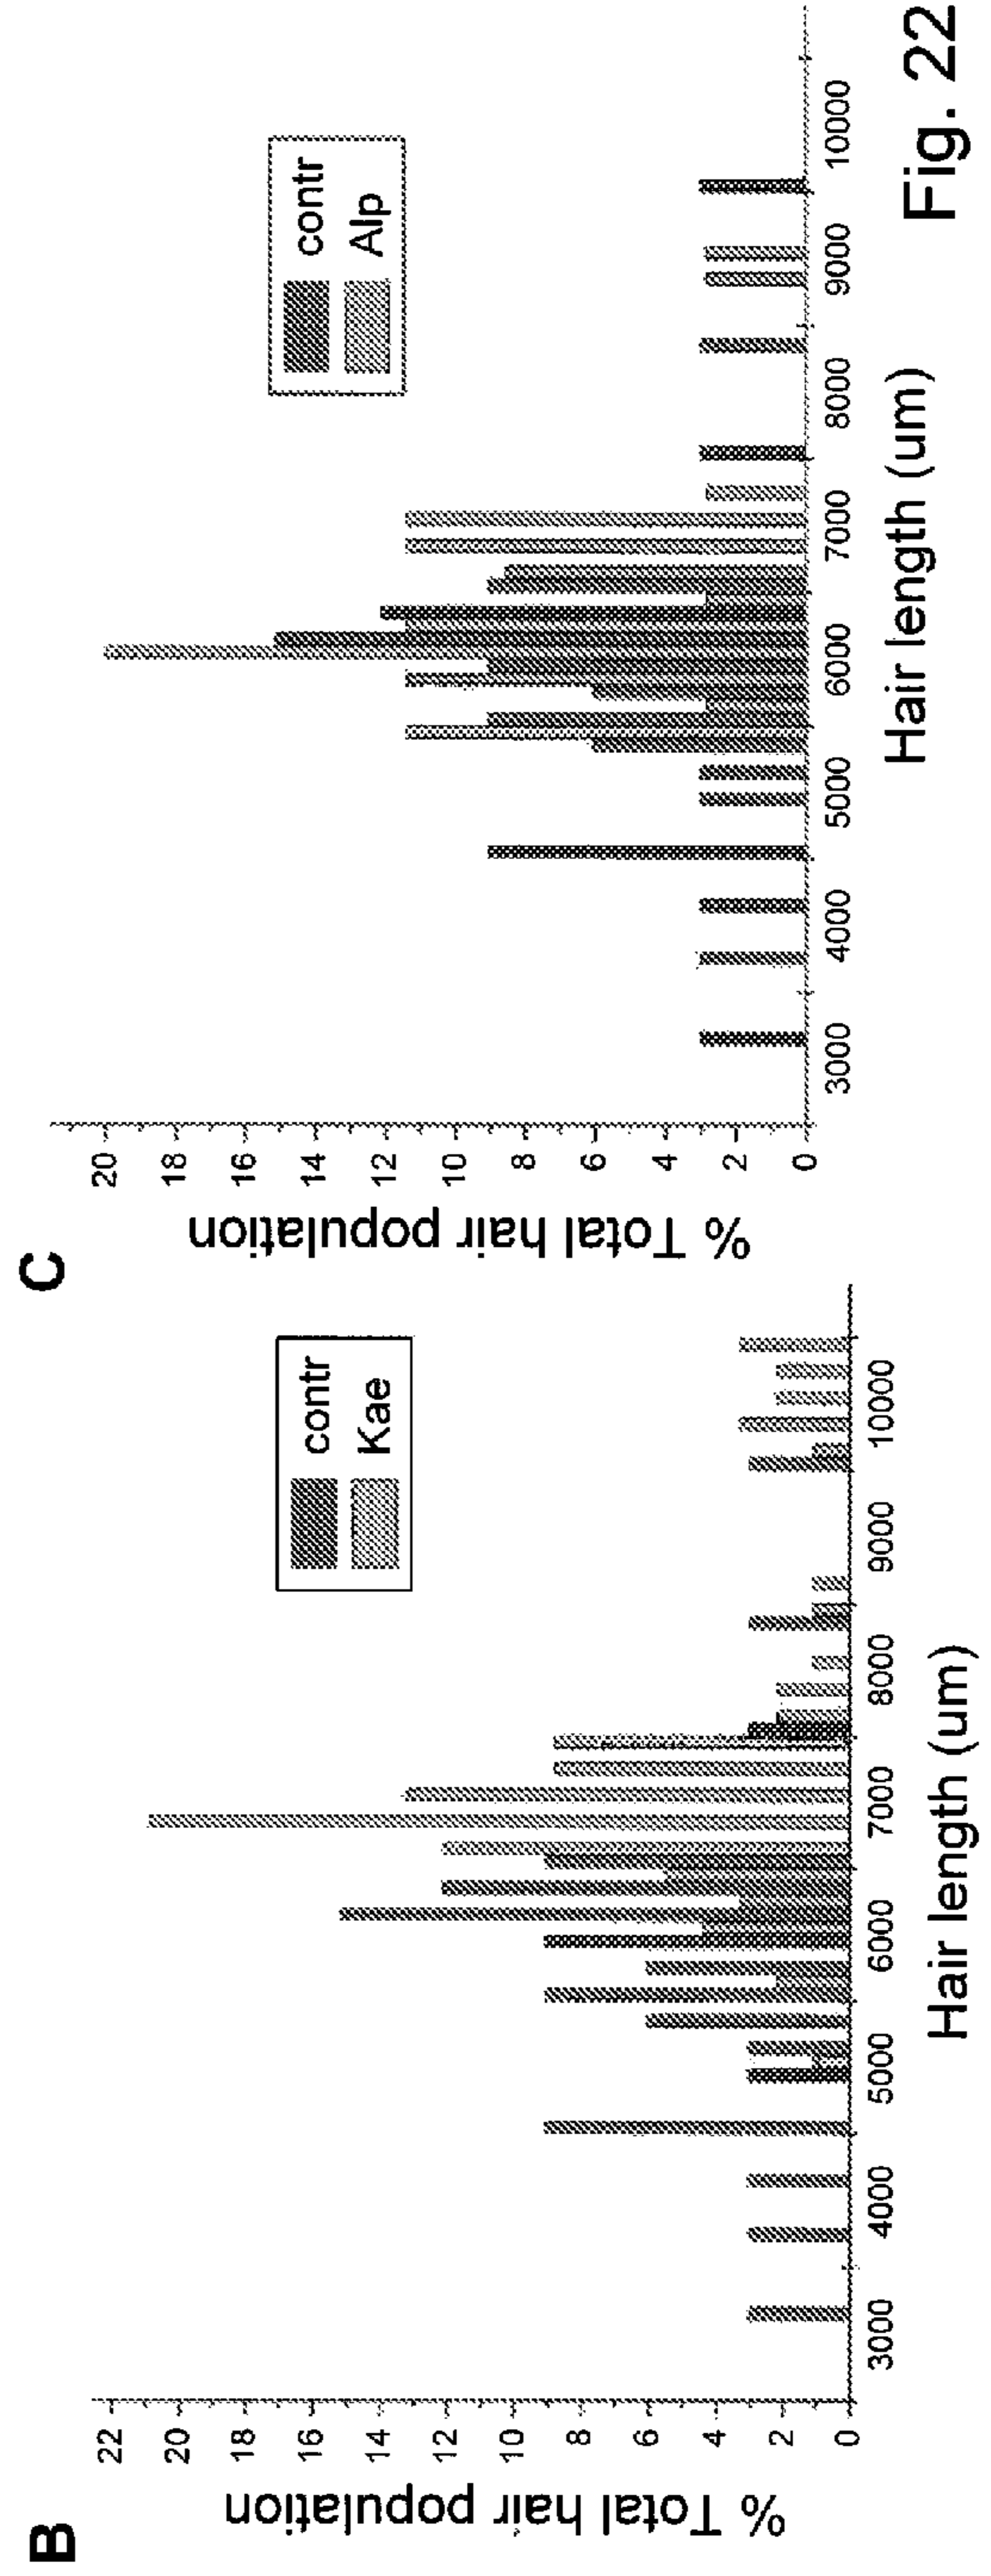 B
% Total hair population
22
20
18
16
14
12
10
8
6
4
2
0
contr
Kae
3000 4000 5000 6000 7000 8000 9000 10000
Hair length (um)
C
% Total hair population
20
18
16
14
12
10
8
6
4
2
0
contr
Alp
3000 4000 5000 6000 7000 8000 9000 10000
Hair length (um)
Fig. 22